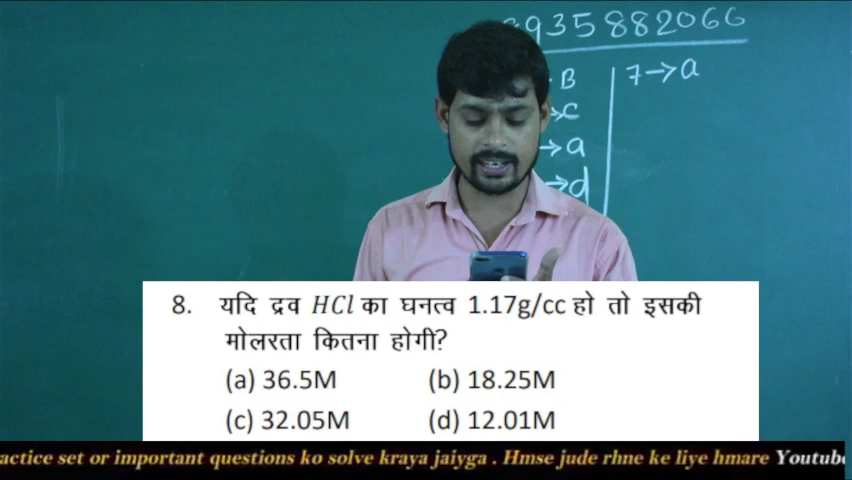 935882066
B
7→a
→c
→a
→d
8. यदि द्रव HCl का घनत्व 1.17g/cc हो तो इसकी
मोलरता कितना होगी?
(a) 36.5M (b) 18.25M
(c) 32.05M (d) 12.01M
actice set or important questions ko solve kraya jaiyga . Hmse jude rhne ke liye hmare Youtube